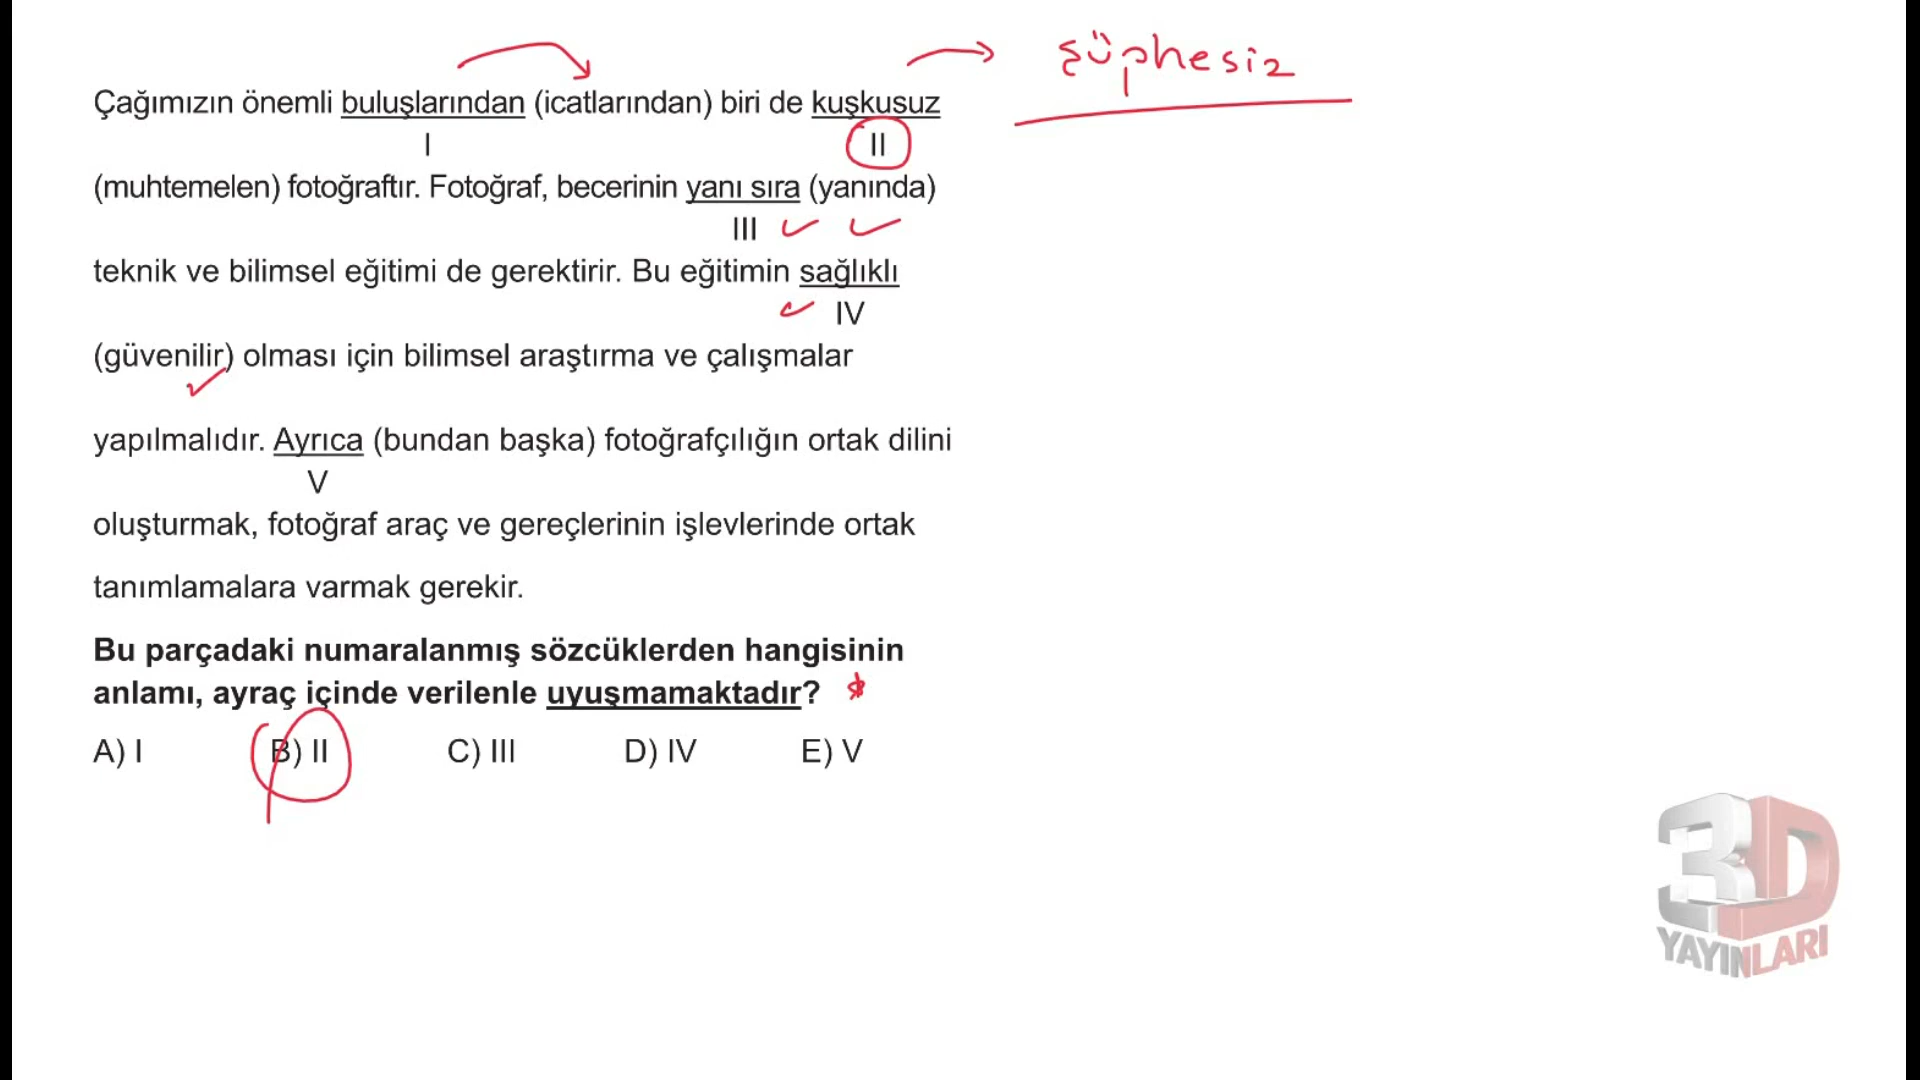 şüphesiz
Çağımızın önemli buluşlarından (icatlarından) biri de kuşkusuz
I
II
(muhtemelen) fotoğraftır. Fotoğraf, becerinin yanı sıra (yanında)
III
teknik ve bilimsel eğitimi de gerektirir. Bu eğitimin sağlıklı
IV
(güvenilir) olması için bilimsel araştırma ve çalışmalar
yapılmalıdır. Ayrıca (bundan başka) fotoğrafçılığın ortak dilini
V
oluşturmak, fotoğraf araç ve gereçlerinin işlevlerinde ortak
tanımlamalara varmak gerekir.
Bu parçadaki numaralanmış sözcüklerden hangisinin
anlamı, ayraç içinde verilenle uyuşmamaktadır?
A) I B) II C) III D) IV E) V
3D
YAYINLARI